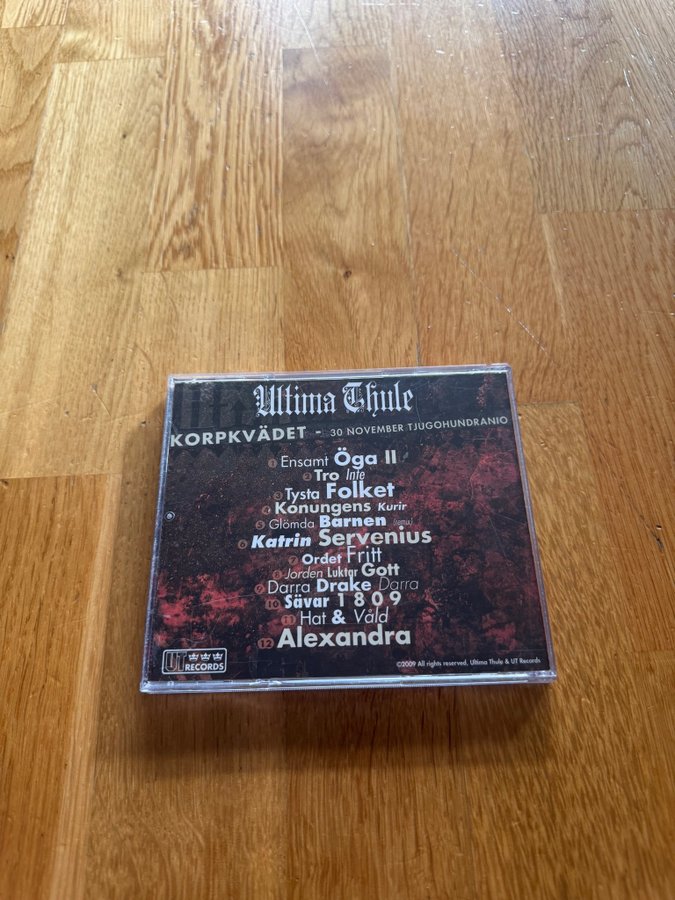 Ultima Thule
KORPKVÄDET - 30 NOVEMBER TJUGOHUNDRANIO
1 Ensamt Öga II
2 Tro Inte
3 Tysta Folket
4 Konungens Kurir
5 Glömda Barnen (remix)
6 Katrin Servenius
7 Ordet Fritt
8 Jorden Luktar Gott
9 Darra Drake Darra
10 Sävar 1809
11 Hat & Våld
12 Alexandra
UT RECORDS
©2009 All rights reserved, Ultima Thule & UT Records